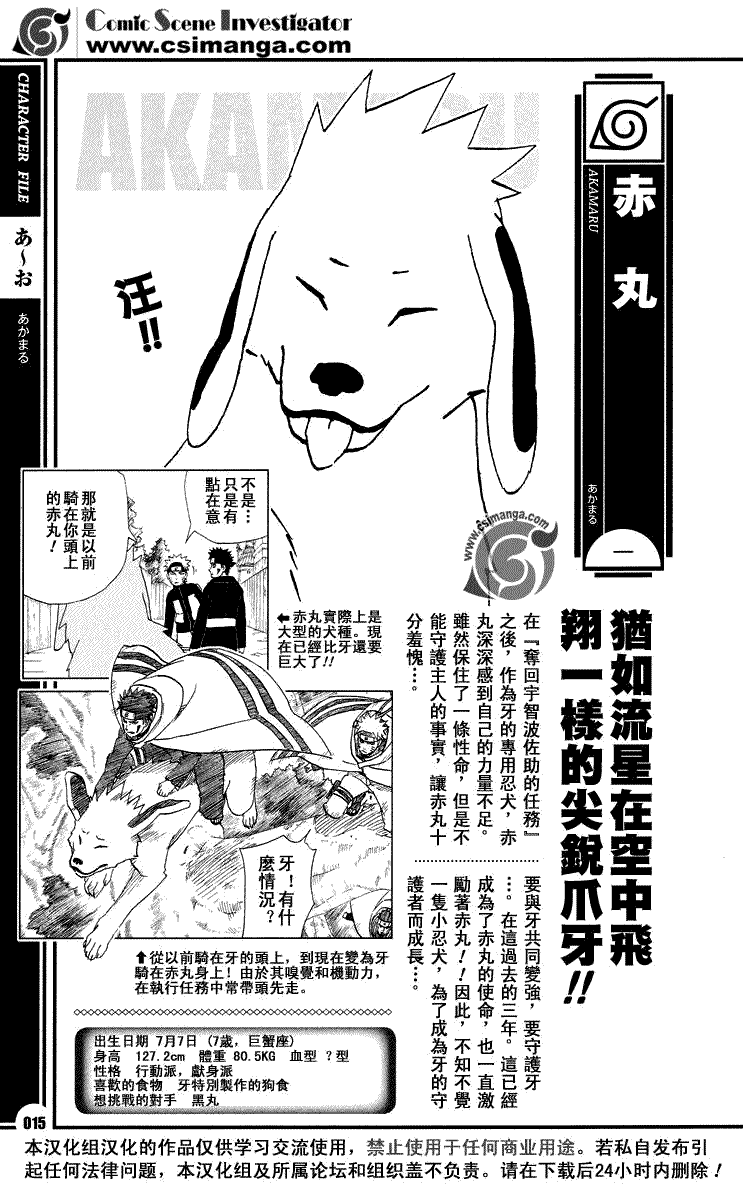 Comic Scene Investigator
www.csimanga.com
CHARACTER FILE
あ〜お
あかまる
AKAMARU
赤丸
AKAMARU
あかまる
一
汪!!
www.csimanga.com
猶如流星在空中飛
翔一樣的尖銳爪牙!!
不是…
只是有
點在意
那就是以前
騎在你頭上
的赤丸!
←赤丸實際上是
大型的犬種。現
在已經比牙還要
巨大了!!
在『奪回宇智波佐助的任務』
之後,作為牙的專用忍犬,赤
丸深深感到自己的力量不足。
雖然保住了一條性命,但是不
能守護主人的事實,讓赤丸十
分羞愧…。
要與牙共同變強,要守護牙
…。在這過去的三年。這已經
成為了赤丸的使命,也一直激
勵著赤丸!!因此,不知不覺
一隻小忍犬,為了成為牙的守
護者而成長…。
牙!有什
麼情況?
⬆從以前騎在牙的頭上,到現在變為牙
騎在赤丸身上!由於其嗅覺和機動力,
在執行任務中常帶頭先走。
出生日期 7月7日 (7歲,巨蟹座)
身高 127.2cm 體重 80.5KG 血型 ?型
性格 行動派,獻身派
喜歡的食物 牙特別製作的狗食
想挑戰的對手 黑丸
015
本汉化组汉化的作品仅供学习交流使用,禁止使用于任何商业用途。若私自发布引
起任何法律问题,本汉化组及所属论坛和组织盖不负责。请在下载后24小时内删除!